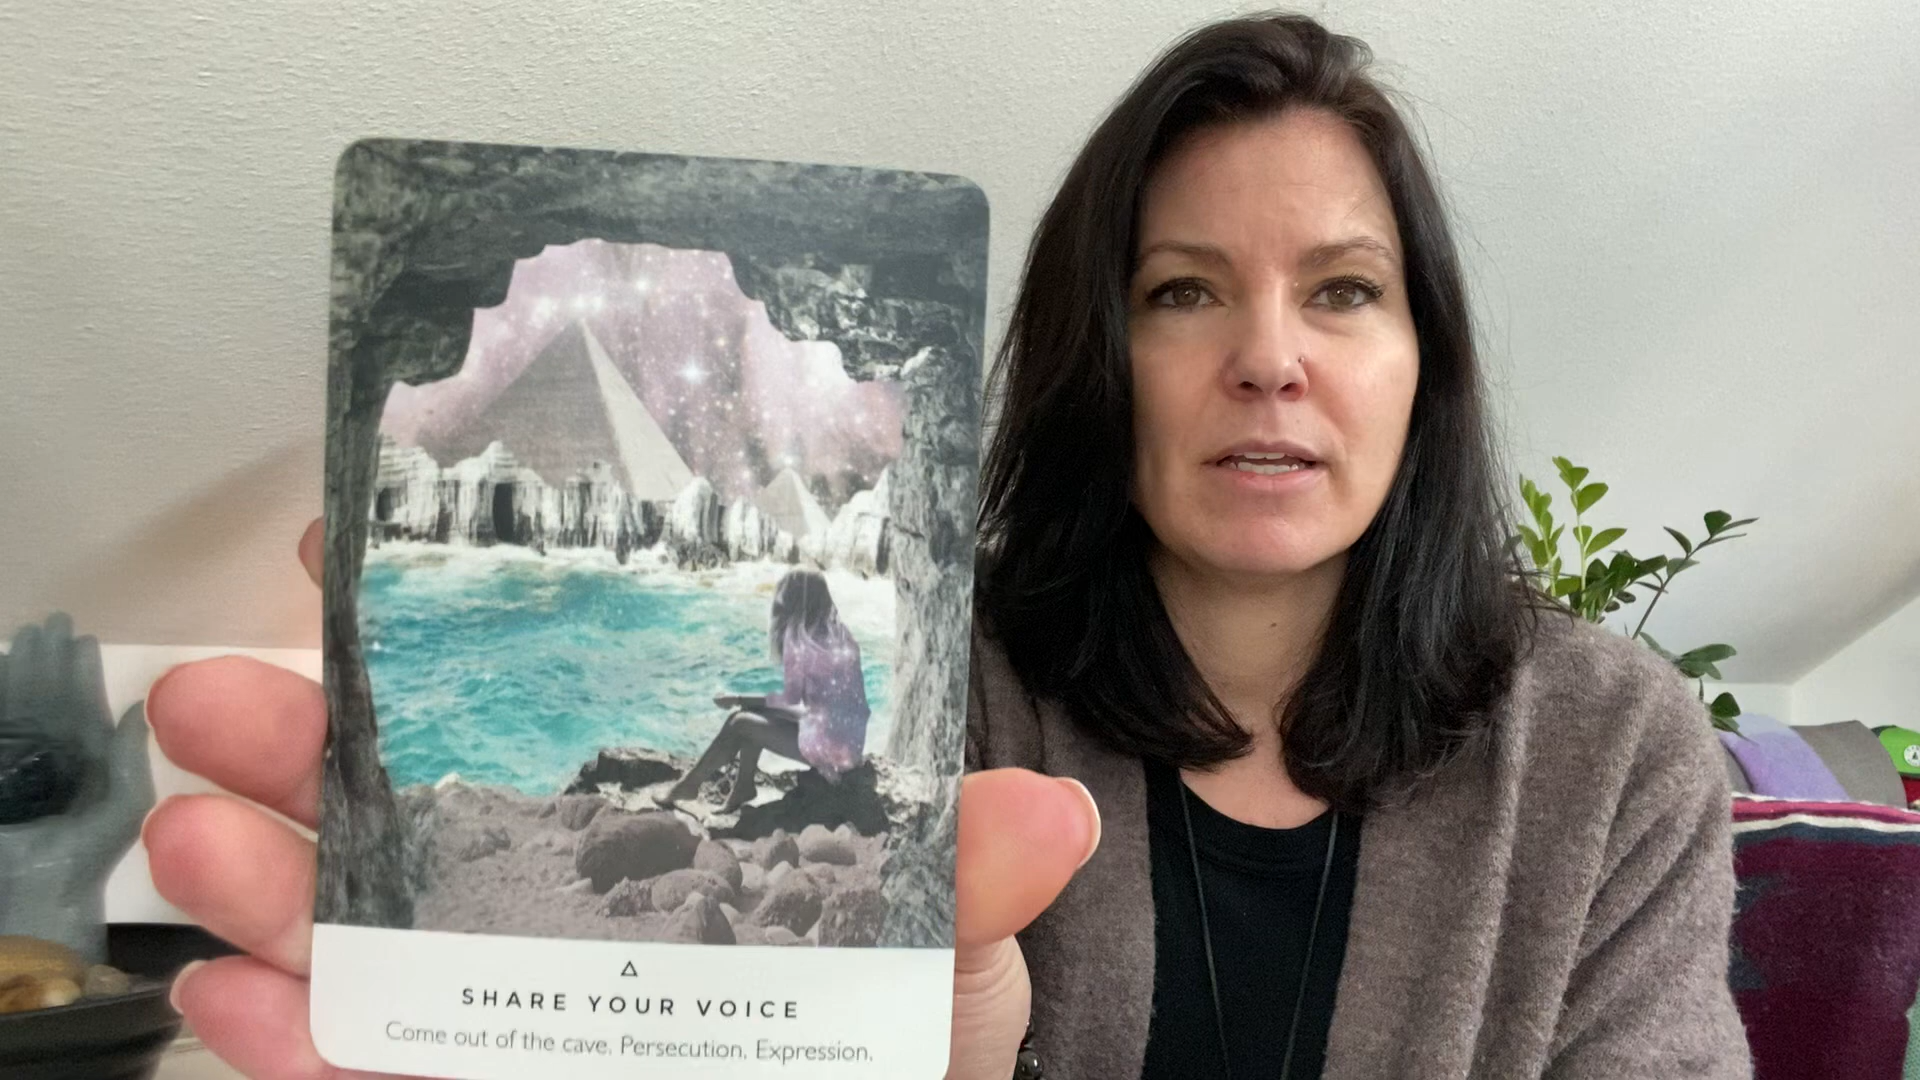 SHARE YOUR VOICE
Come out of the cave. Persecution. Expression.